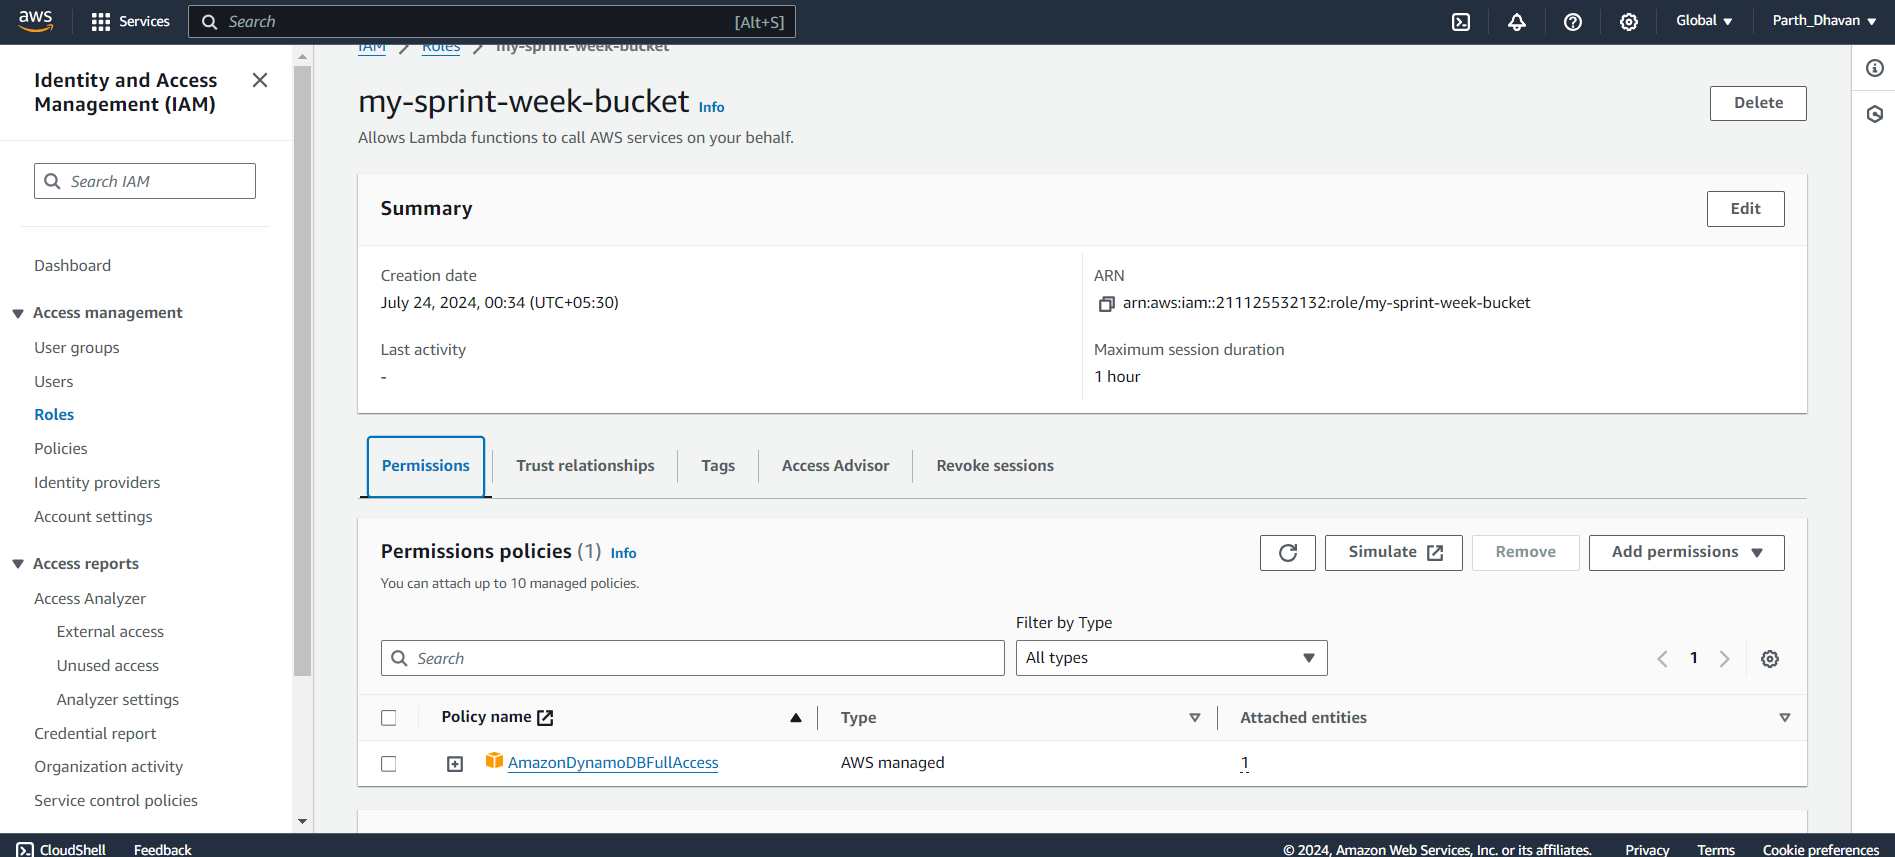 aws
Services
Search
[Alt+S]
Global
Parth_Dhavan
Identity and Access
Management (IAM)
Search IAM
Dashboard
Access management
User groups
Users
Roles
Policies
Identity providers
Account settings
Access reports
Access Analyzer
External access
Unused access
Analyzer settings
Credential report
Organization activity
Service control policies
IAM > Roles > my-sprint-week-bucket
my-sprint-week-bucket Info
Delete
Allows Lambda functions to call AWS services on your behalf.
Summary
Edit
Creation date
July 24, 2024, 00:34 (UTC+05:30)
ARN
arn:aws:iam::211125532132:role/my-sprint-week-bucket
Last activity
-
Maximum session duration
1 hour
Permissions
Trust relationships
Tags
Access Advisor
Revoke sessions
Permissions policies (1) Info
You can attach up to 10 managed policies.
Simulate
Remove
Add permissions
Filter by Type
Search
All types
1
Policy name
Type
Attached entities
AmazonDynamoDBFullAccess
AWS managed
1
CloudShell
Feedback
© 2024, Amazon Web Services, Inc. or its affiliates.
Privacy
Terms
Cookie preferences